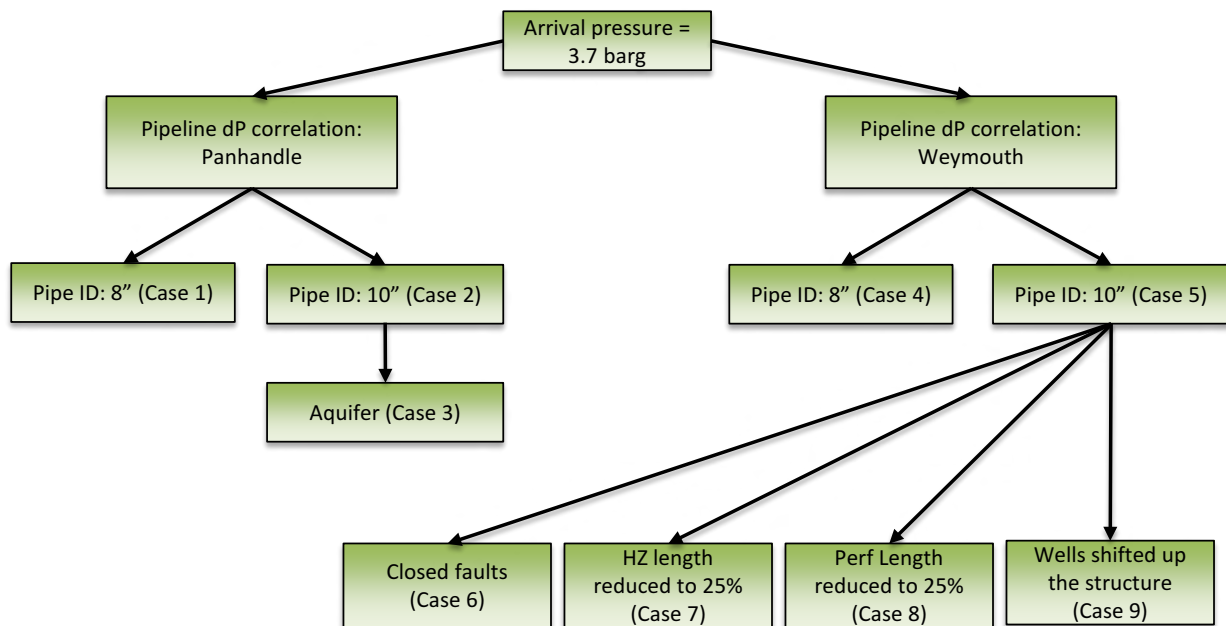 Arrival pressure =
3.7 barg
Pipeline dP correlation:
Panhandle
Pipeline dP correlation:
Weymouth
Pipe ID: 8” (Case 1)
Pipe ID: 10” (Case 2)
Pipe ID: 8” (Case 4)
Pipe ID: 10” (Case 5)
Aquifer (Case 3)
Closed faults
(Case 6)
HZ length
reduced to 25%
(Case 7)
Perf Length
reduced to 25%
(Case 8)
Wells shifted up
the structure
(Case 9)